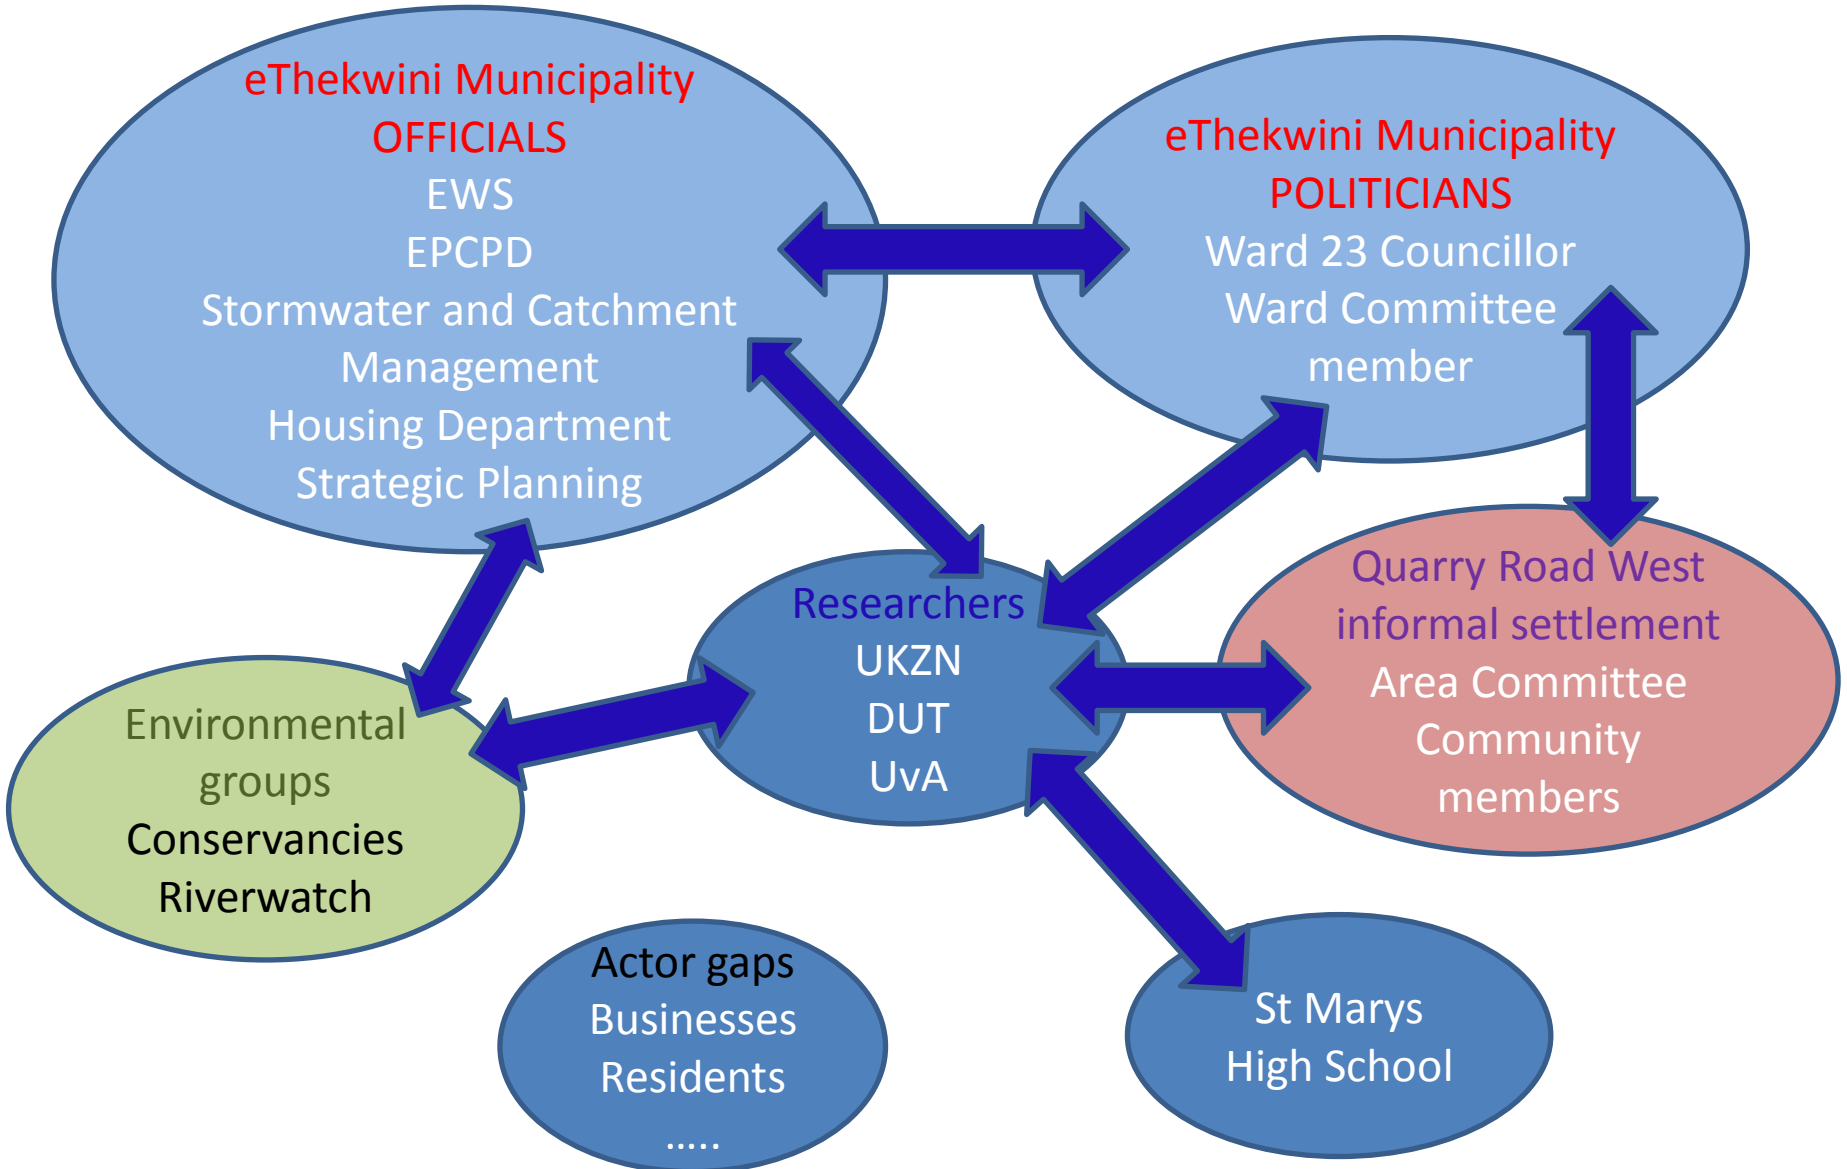 eThekwini Municipality
OFFICIALS
EWS
EPCPD
Stormwater and Catchment
Management
Housing Department
Strategic Planning
eThekwini Municipality
POLITICIANS
Ward 23 Councillor
Ward Committee
member
Researchers
UKZN
DUT
UvA
Quarry Road West
informal settlement
Area Committee
Community
members
Environmental
groups
Conservancies
Riverwatch
Actor gaps
Businesses
Residents
.....
St Marys
High School